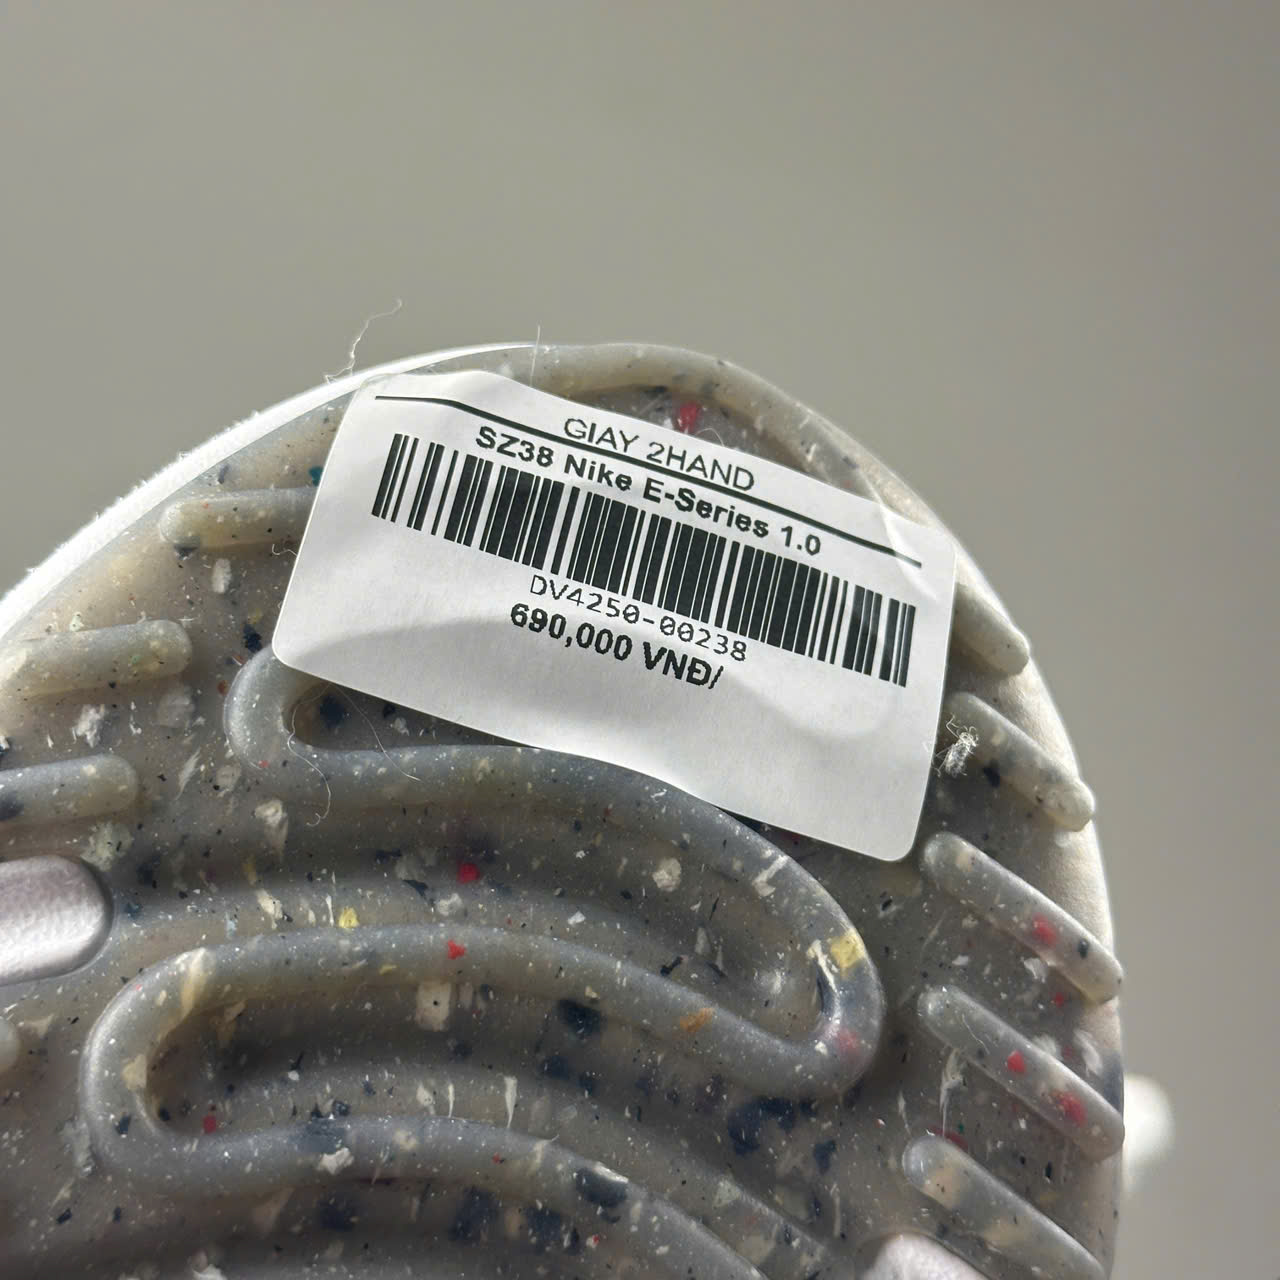 GIAY 2HAND
SZ38 Nike E-Series 1.0
DV4250-00238
690,000 VNĐ/